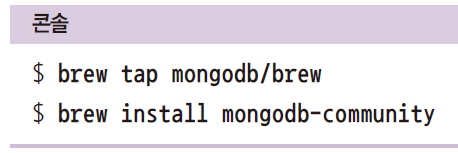 콘솔
$ brew tap mongodb/brew
$ brew install mongodb-community